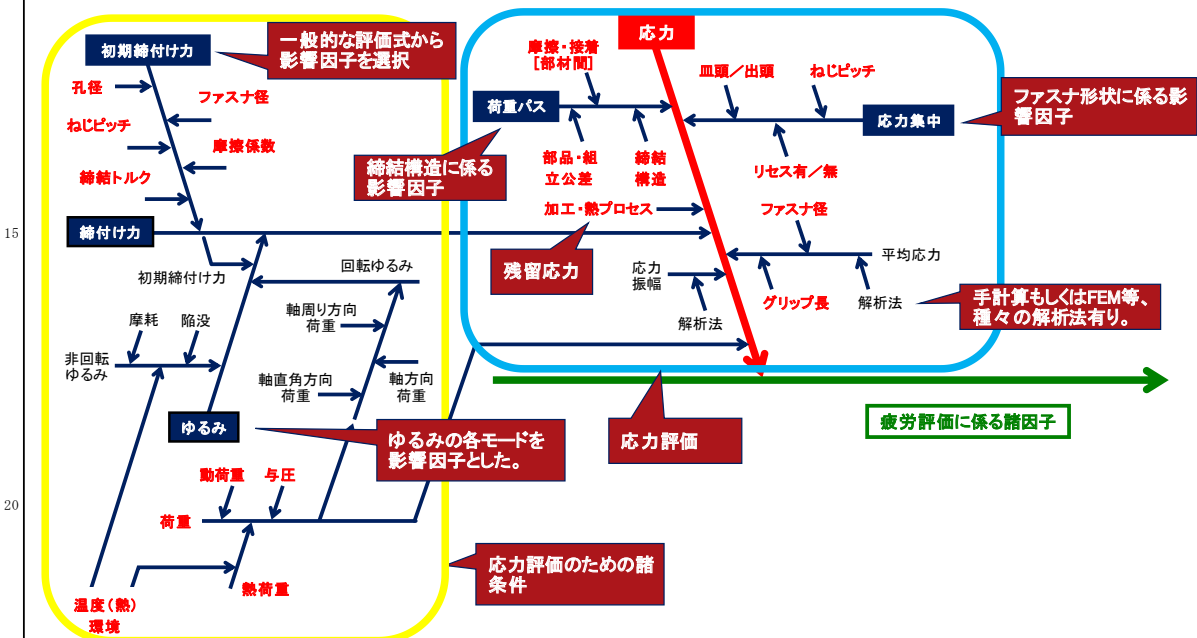 応力
初期締付け力
一般的な評価式から
影響因子を選択
孔径
ファスナ径
ねじピッチ
摩擦係数
締結トルク
15
締付け力
初期締付け力
回転ゆるみ
軸周り方向
荷重
摩耗
陥没
非回転
ゆるみ
軸直角方向
荷重
軸方向
荷重
ゆるみ
ゆるみの各モードを
影響因子とした。
20
動荷重
与圧
荷重
熱荷重
温度(熱)
環境
応力評価のための諸
条件
摩擦・接着
[部材間]
皿頭/出頭
ねじピッチ
荷重パス
応力集中
ファスナ形状に係る影
響因子
締結構造に係る
影響因子
部品・組
立公差
締結
構造
リセス有/無
加工・熱プロセス
ファスナ径
残留応力
応力
振幅
平均応力
グリップ長
解析法
解析法
手計算もしくはFEM等、
種々の解析法有り。
応力評価
疲労評価に係る諸因子